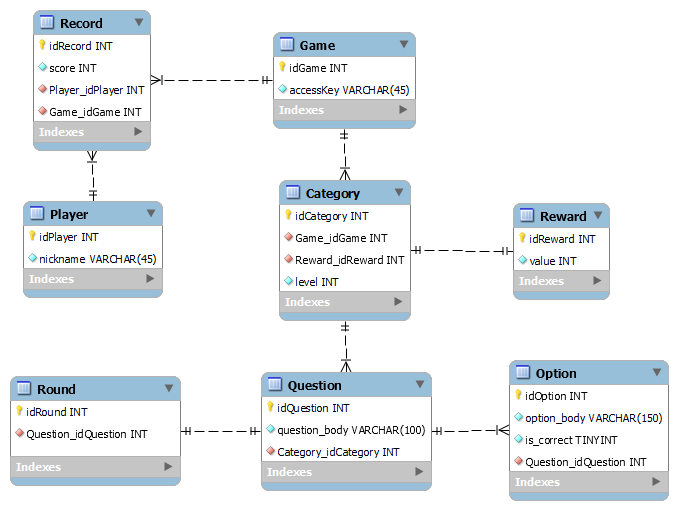 Record
idRecord INT
score INT
Player_idPlayer INT
Game_idGame INT
Indexes
Game
idGame INT
accessKey VARCHAR(45)
Indexes
Player
idPlayer INT
nickname VARCHAR(45)
Indexes
Category
idCategory INT
Game_idGame INT
Reward_idReward INT
level INT
Indexes
Reward
idReward INT
value INT
Indexes
Round
idRound INT
Question_idQuestion INT
Indexes
Question
idQuestion INT
question_body VARCHAR(100)
Category_idCategory INT
Indexes
Option
idOption INT
option_body VARCHAR(150)
is_correct TINYINT
Question_idQuestion INT
Indexes